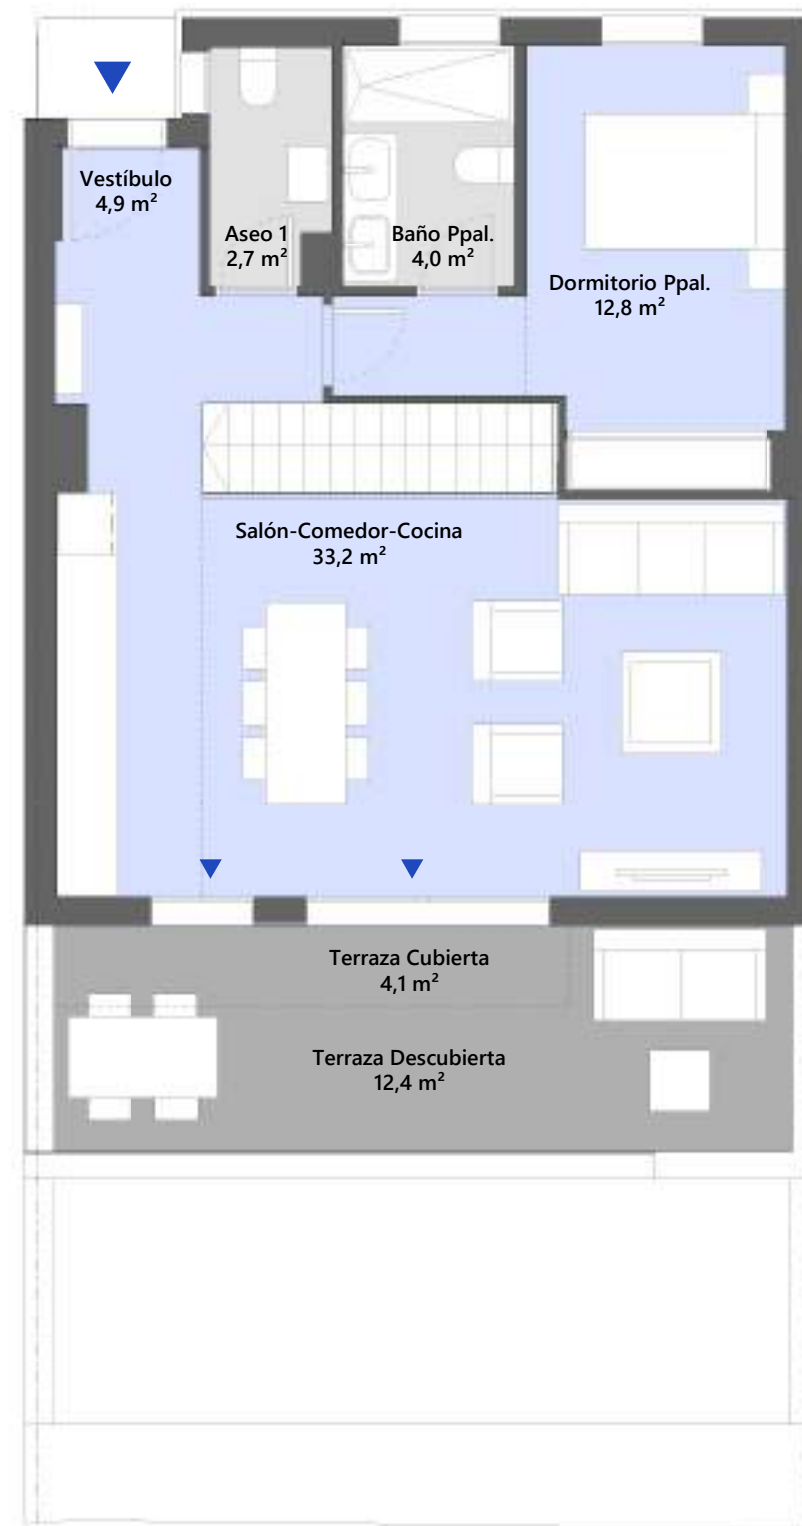 Vestíbulo
4,9 m²
Aseo 1
2,7 m²
Baño Ppal.
4,0 m²
Dormitorio Ppal.
12,8 m²
Salón-Comedor-Cocina
33,2 m²
Terraza Cubierta
4,1 m²
Terraza Descubierta
12,4 m²